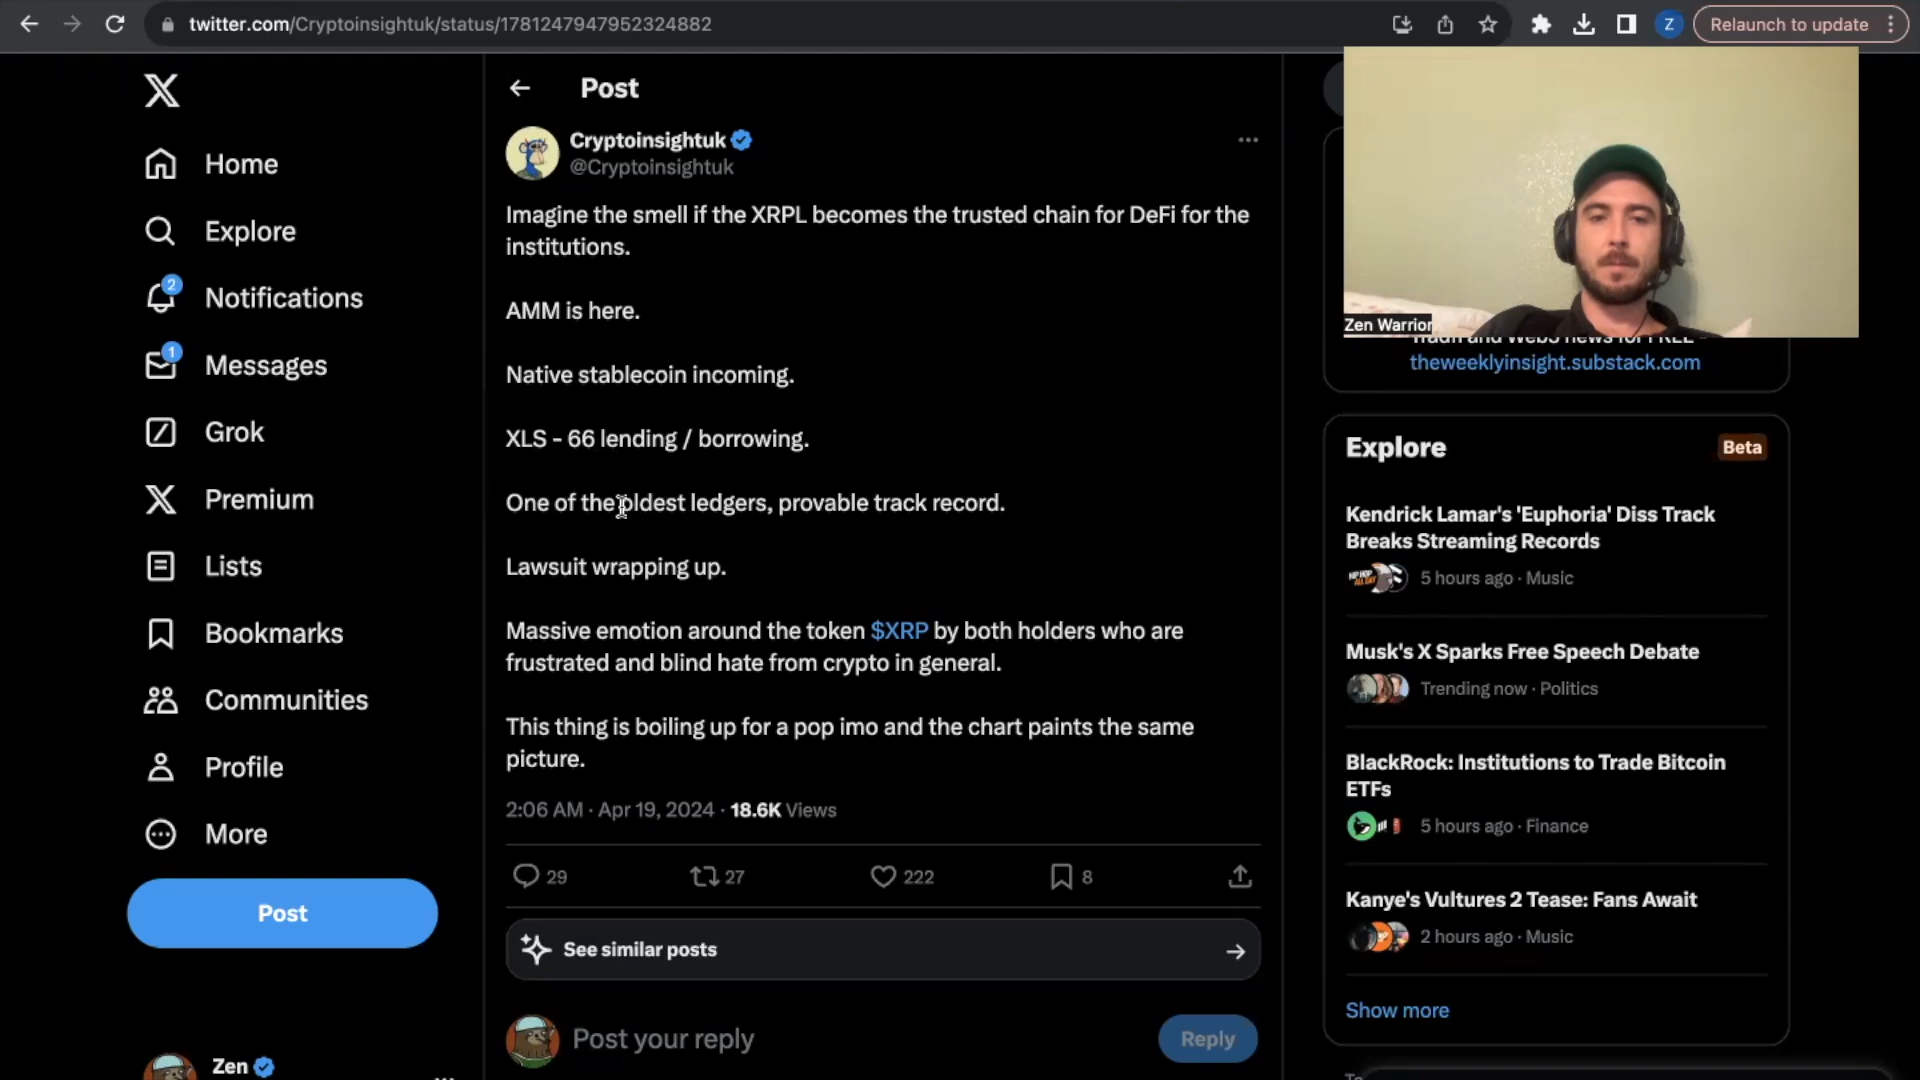 twitter.com/Cryptoinsightuk/status/1781247947952324882
Z
Relaunch to update
Home
Explore
2
Notifications
1
Messages
Grok
Premium
Lists
Bookmarks
Communities
Profile
More
Post
Zen
Post
Cryptoinsightuk
@Cryptoinsightuk
Imagine the smell if the XRPL becomes the trusted chain for DeFi for the
institutions.
AMM is here.
Native stablecoin incoming.
XLS - 66 lending / borrowing.
One of the oldest ledgers, provable track record.
Lawsuit wrapping up.
Massive emotion around the token $XRP by both holders who are
frustrated and blind hate from crypto in general.
This thing is boiling up for a pop imo and the chart paints the same
picture.
2:06 AM · Apr 19, 2024 · 18.6K Views
29
27
222
8
See similar posts
Post your reply
Reply
Zen Warrior
Tradfi and Web3 news for FREE -
theweeklyinsight.substack.com
Explore
Beta
Kendrick Lamar's 'Euphoria' Diss Track
Breaks Streaming Records
5 hours ago · Music
Musk's X Sparks Free Speech Debate
Trending now · Politics
BlackRock: Institutions to Trade Bitcoin
ETFs
5 hours ago · Finance
Kanye's Vultures 2 Tease: Fans Await
2 hours ago · Music
Show more